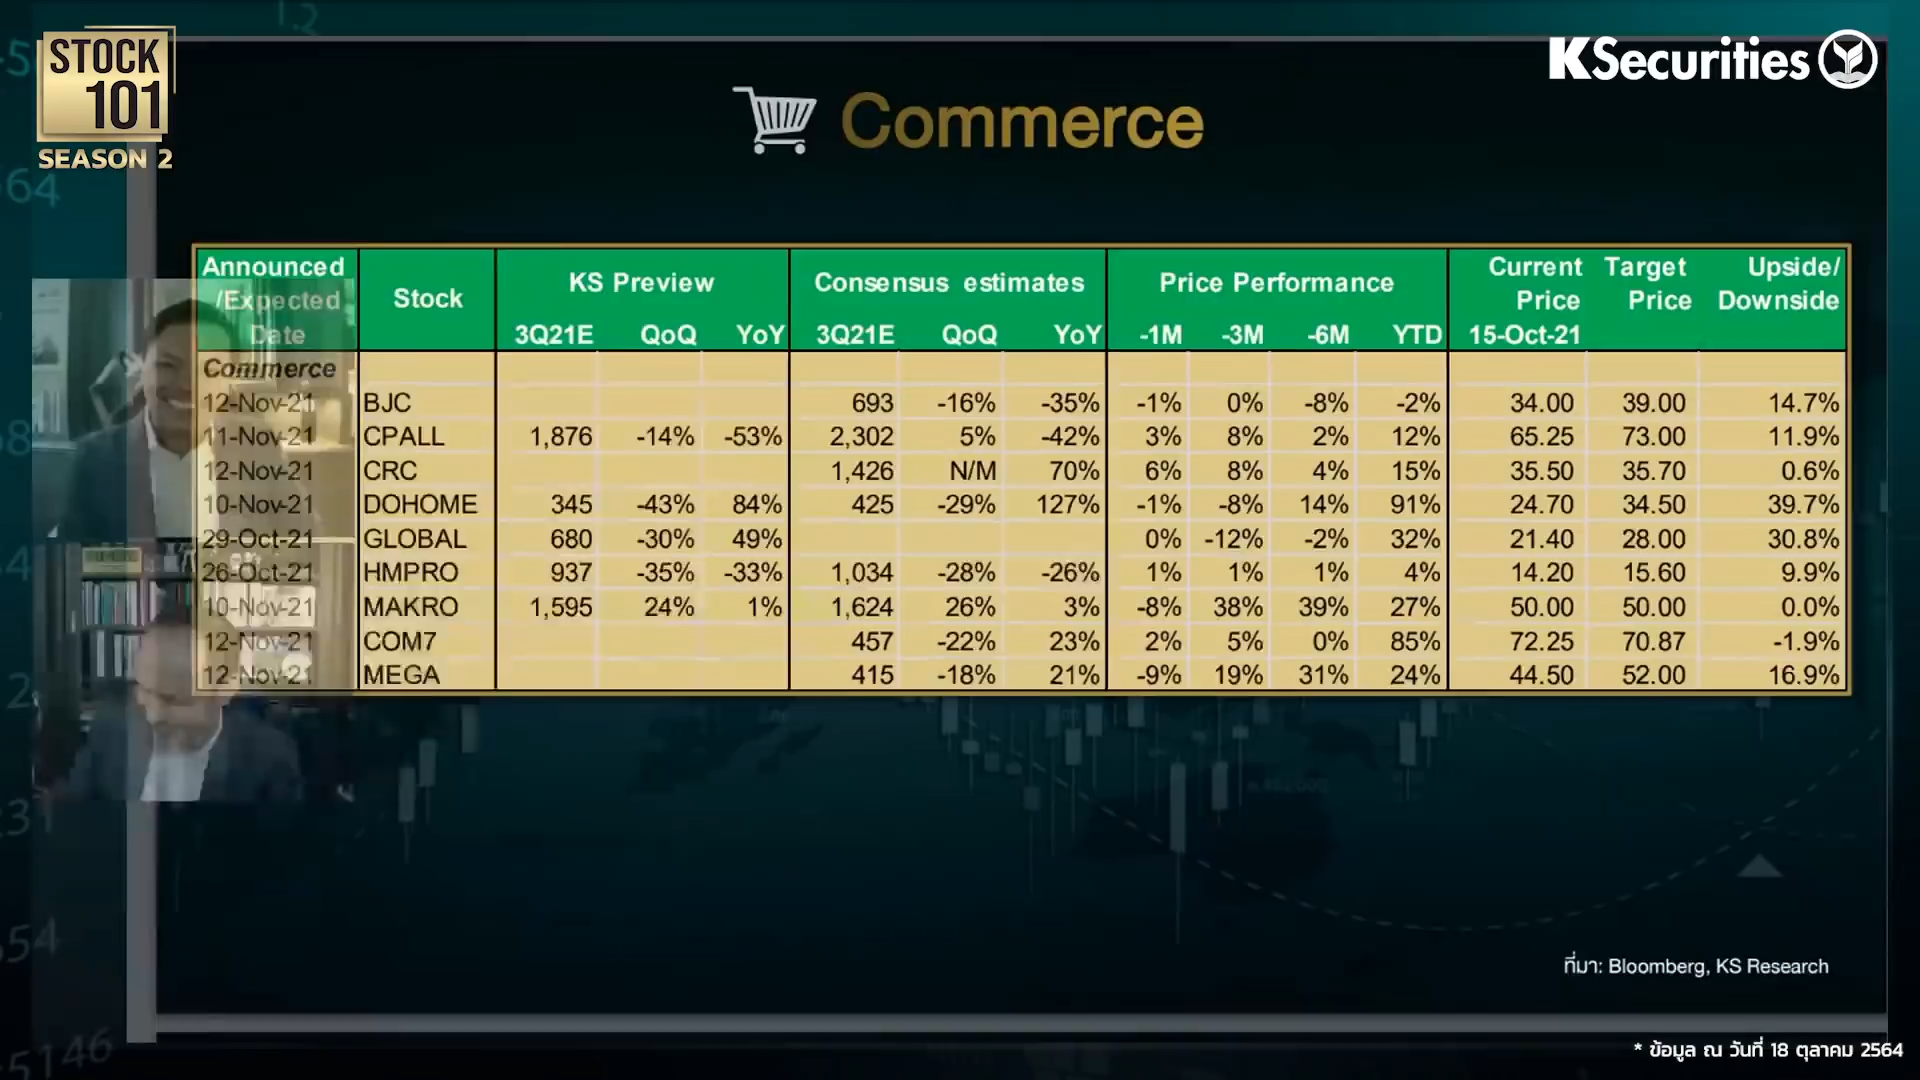 STOCK
101
SEASON 2
KSecurities
Commerce
Announced /Expected Date Stock KS Preview Consensus estimates Price Performance Current Price Target Price Upside/ Downside
3Q21E QoQ YoY 3Q21E QoQ YoY -1M -3M -6M YTD 15-Oct-21
Commerce
12-Nov-21 BJC 693 -16% -35% -1% 0% -8% -2% 34.00 39.00 14.7%
11-Nov-21 CPALL 1,876 -14% -53% 2,302 5% -42% 3% 8% 2% 12% 65.25 73.00 11.9%
12-Nov-21 CRC 1,426 N/M 70% 6% 8% 4% 15% 35.50 35.70 0.6%
10-Nov-21 DOHOME 345 -43% 84% 425 -29% 127% -1% -8% 14% 91% 24.70 34.50 39.7%
29-Oct-21 GLOBAL 680 -30% 49% 0% -12% -2% 32% 21.40 28.00 30.8%
26-Oct-21 HMPRO 937 -35% -33% 1,034 -28% -26% 1% 1% 1% 4% 14.20 15.60 9.9%
10-Nov-21 MAKRO 1,595 24% 1% 1,624 26% 3% -8% 38% 39% 27% 50.00 50.00 0.0%
12-Nov-21 COM7 457 -22% 23% 2% 5% 0% 85% 72.25 70.87 -1.9%
12-Nov-21 MEGA 415 -18% 21% -9% 19% 31% 24% 44.50 52.00 16.9%
ที่มา: Bloomberg, KS Research
* ข้อมูล ณ วันที่ 18 ตุลาคม 2564